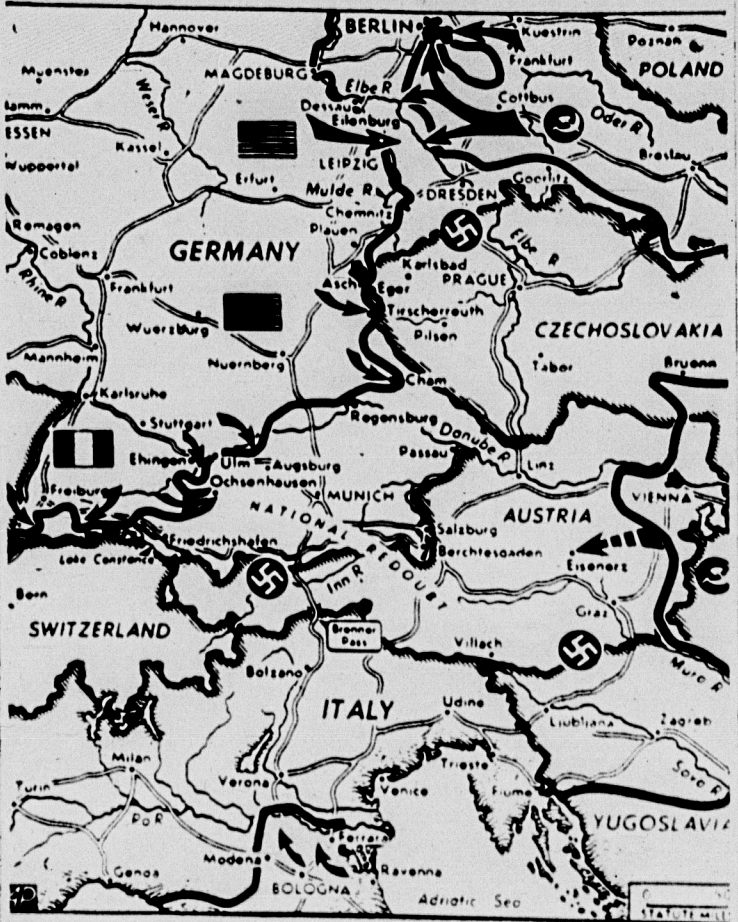 Hannover
BERLIN
Kuestrin
Poznan
POLAND
Muenster
MAGDEBURG
Frankfurt
Weser R
Elbe R
Cottbus
Oder R
Hamm
ESSEN
Dessau
Eilenburg
Kassel
LEIPZIG
Breslau
Wuppertal
Erfurt
Mulde R
DRESDEN
Goerlitz
Chemnitz
Remagen
Plauen
Coblenz
GERMANY
Elbe R
Karlsbad
Rhine R
Frankfurt
Asch
Eger
PRAGUE
Tirschenreuth
Wuerzburg
Pilsen
CZECHOSLOVAKIA
Mannheim
Nuernberg
Tabor
Bruenn
Cham
Karlsruhe
Stuttgart
Regensburg
Danube R
Passau
Ehingen
Ulm
Augsburg
Linz
Ochsenhausen
Freiburg
MUNICH
VIENNA
NATIONAL REDOUBT
AUSTRIA
Salzburg
Friedrichshafen
Berchtesgaden
Lake Constance
Eisenerz
Inn R
Bern
Graz
SWITZERLAND
Brenner
Pass
Villach
Mura R
Bolzano
ITALY
Udine
Ljubljana
Zagreb
Milan
Trieste
Sava R
Turin
Verona
Venice
Fiume
Po R
YUGOSLAVIA
Ferrara
Modena
Genoa
Ravenna
BOLOGNA
Adriatic Sea
STATUTE MILES